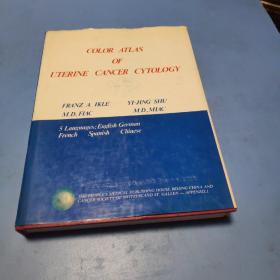 COLOR ATLAS
OF
UTERINE CANCER CYTOLOGY
FRANZ A. IKLE YI-JING SHU
M.D. FIAC M.D., MIAC
5 Languages: English German
French Spanish Chinese
THE PEOPLE'S MEDICAL PUBLISHING HOUSE, BEIJING CHINA AND
CANCER SOCIETY OF SWITZERLAND ST. GALLEN — APPENZELL